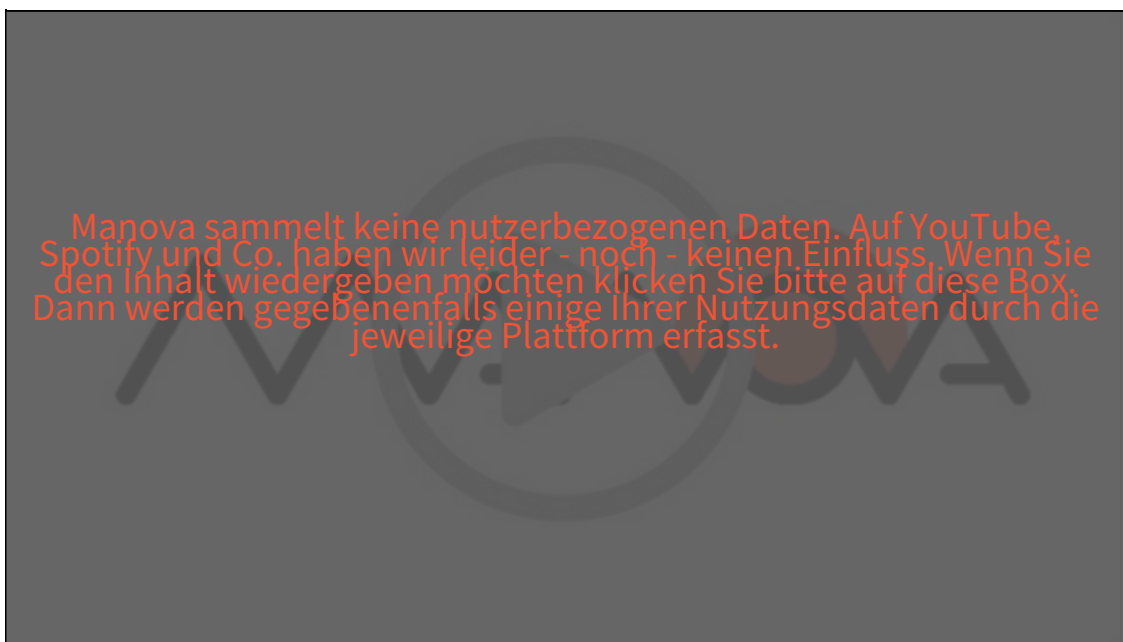 Manova sammelt keine nutzerbezogenen Daten. Auf YouTube,
Spotify und Co. haben wir leider - noch - keinen Einfluss. Wenn Sie
den Inhalt wiedergeben möchten klicken Sie bitte auf diese Box.
Dann werden gegebenenfalls einige Ihrer Nutzungsdaten durch die
jeweilige Plattform erfasst.
MANOVA